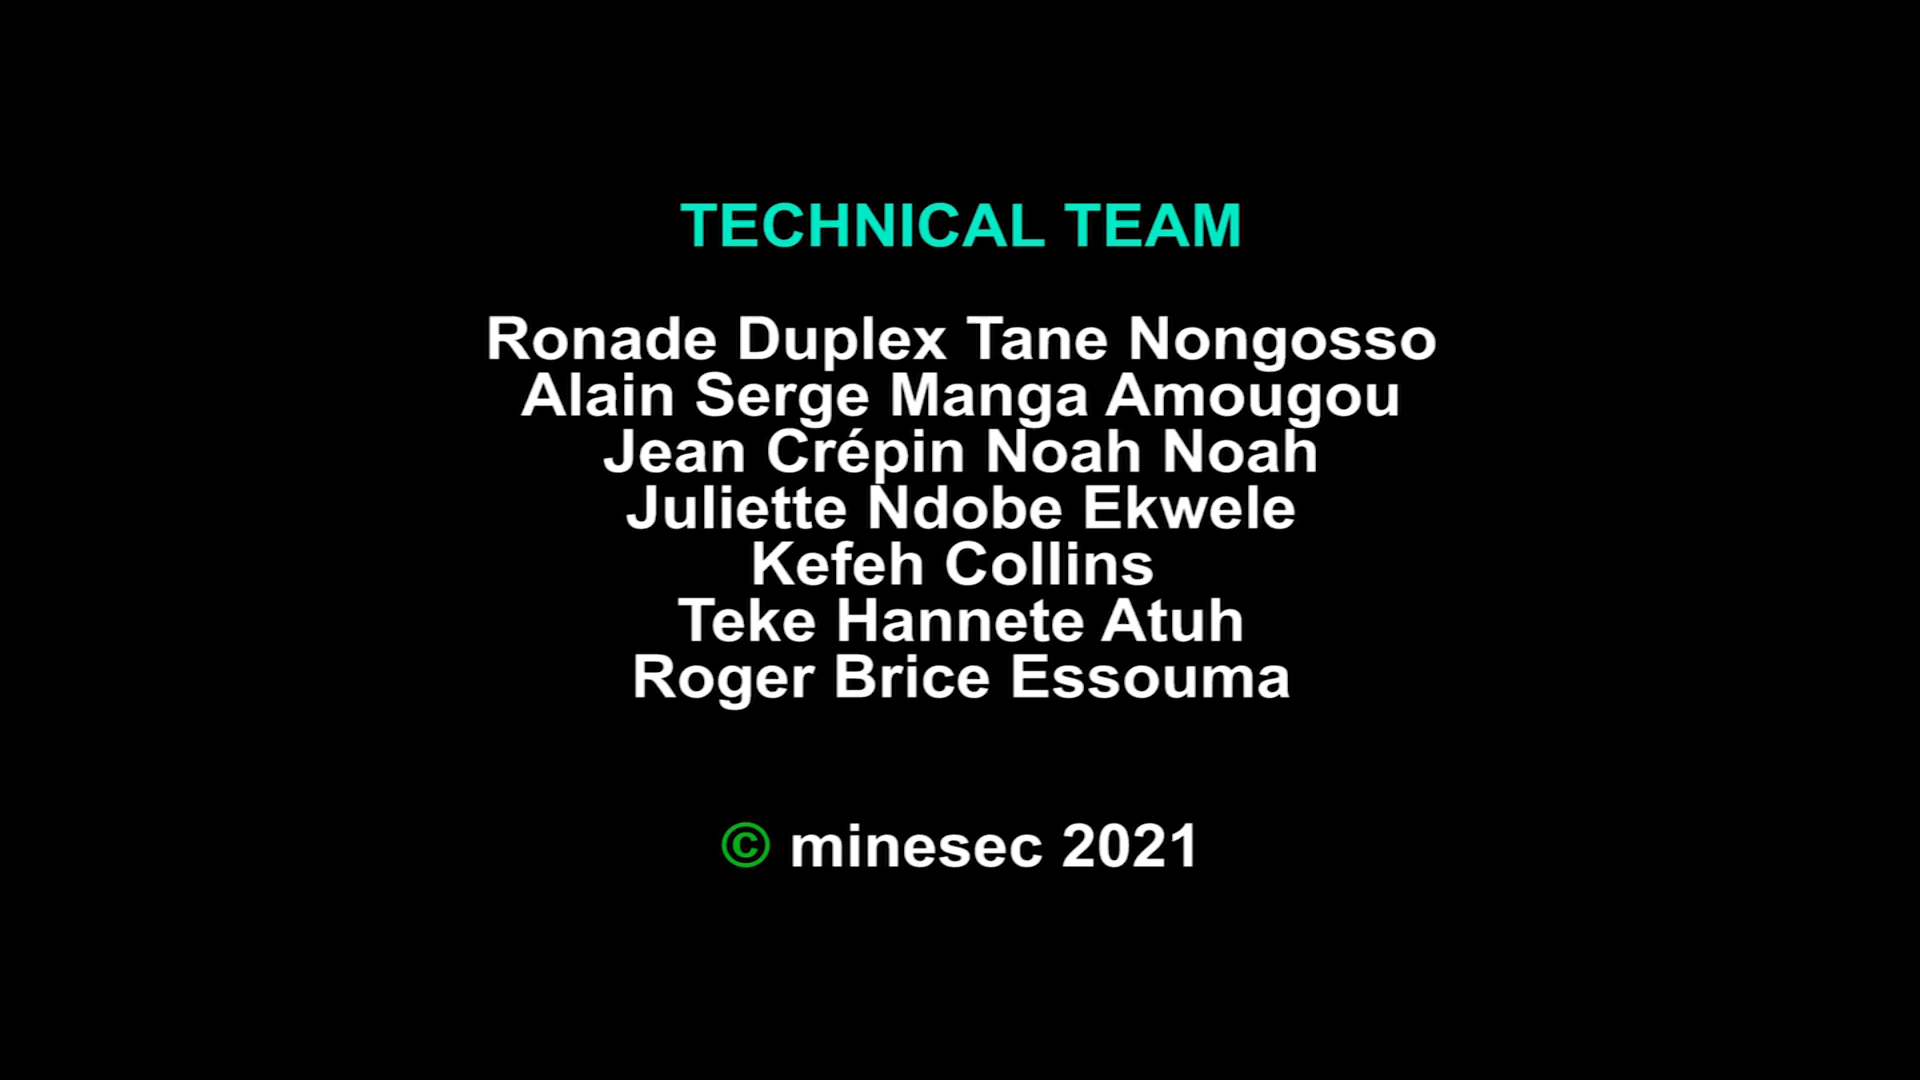 TECHNICAL TEAM
Ronade Duplex Tane Nongosso
Alain Serge Manga Amougou
Jean Crépin Noah Noah
Juliette Ndobe Ekwele
Kefeh Collins
Teke Hannete Atuh
Roger Brice Essouma
© minesec 2021